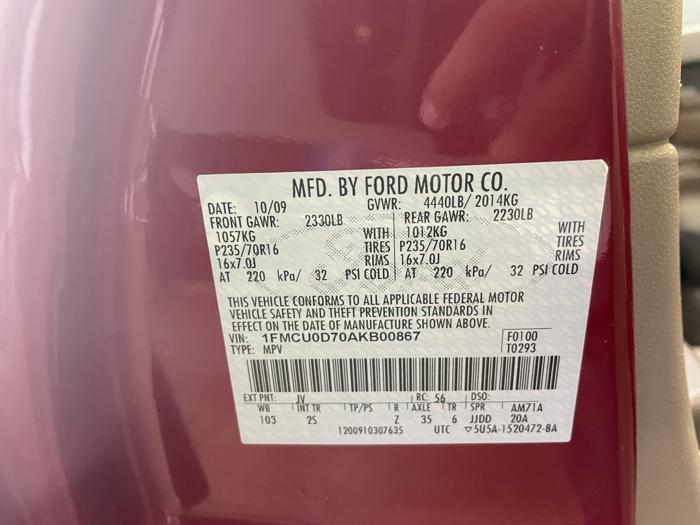 MFD. BY FORD MOTOR CO.
DATE: 10/09 GVWR: 4440LB/ 2014KG
FRONT GAWR: 2330LB REAR GAWR: 2230LB
1057KG WITH 1012KG WITH
P235/70R16 TIRES P235/70R16 TIRES
16x7.0J RIMS 16x7.0J RIMS
AT 220 kPa/ 32 PSI COLD AT 220 kPa/ 32 PSI COLD
THIS VEHICLE CONFORMS TO ALL APPLICABLE FEDERAL MOTOR
VEHICLE SAFETY AND THEFT PREVENTION STANDARDS IN
EFFECT ON THE DATE OF MANUFACTURE SHOWN ABOVE.
VIN: 1FMCU0D70AKB00867 F0100
TYPE: MPV T0293
EXT PNT: JV RC: 56 DSO:
WB INT TR TP/PS R AXLE TR SPR AM71A
103 2S Z 35 6 JJDD 20A
1200910307635 UTC 5U5A-1520472-BA